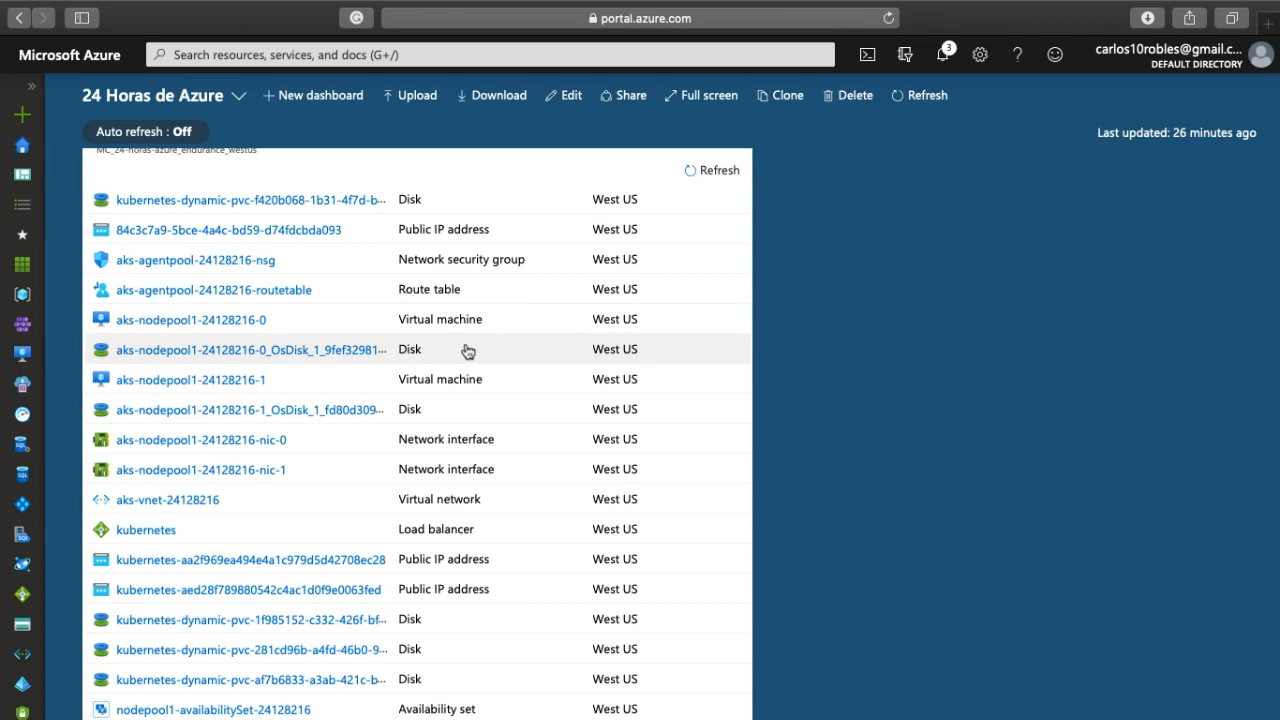 portal.azure.com
Microsoft Azure
Search resources, services, and docs (G+/)
3
carlos10robles@gmail.c...
DEFAULT DIRECTORY
24 Horas de Azure
New dashboard
Upload
Download
Edit
Share
Full screen
Clone
Delete
Refresh
Auto refresh : Off
Last updated: 26 minutes ago
MC_24-horas-azure_endurance_westus
Refresh
kubernetes-dynamic-pvc-f420b068-1b31-4f7d-b... Disk West US
84c3c7a9-5bce-4a4c-bd59-d74fdcbda093 Public IP address West US
aks-agentpool-24128216-nsg Network security group West US
aks-agentpool-24128216-routetable Route table West US
aks-nodepool1-24128216-0 Virtual machine West US
aks-nodepool1-24128216-0_OsDisk_1_9fef32981... Disk West US
aks-nodepool1-24128216-1 Virtual machine West US
aks-nodepool1-24128216-1_OsDisk_1_fd80d309... Disk West US
aks-nodepool1-24128216-nic-0 Network interface West US
aks-nodepool1-24128216-nic-1 Network interface West US
aks-vnet-24128216 Virtual network West US
kubernetes Load balancer West US
kubernetes-aa2f969ea494e4a1c979d5d42708ec28 Public IP address West US
kubernetes-aed28f789880542c4ac1d0f9e0063fed Public IP address West US
kubernetes-dynamic-pvc-1f985152-c332-426f-bf... Disk West US
kubernetes-dynamic-pvc-281cd96b-a4fd-46b0-9... Disk West US
kubernetes-dynamic-pvc-af7b6833-a3ab-421c-b... Disk West US
nodepool1-availabilitySet-24128216 Availability set West US